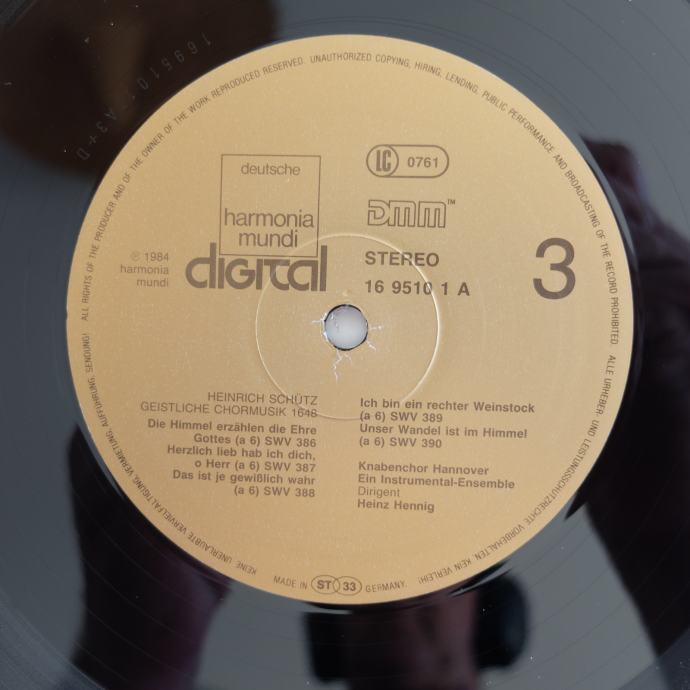 ALL RIGHTS OF THE PRODUCER AND OF THE OWNER OF THE WORK REPRODUCED RESERVED. UNAUTHORIZED COPYING, HIRING, LENDING, PUBLIC PERFORMANCE AND BROADCASTING OF THE RECORD PROHIBITED.
ALLE URHEBER- UND LEISTUNGSSCHUTZRECHTE VORBEHALTEN. KEIN VERLEIH! KEINE UNERLAUBTE VERVIELFÄLTIGUNG, VERMIETUNG, AUFFÜHRUNG, SENDUNG!
deutsche
harmonia
mundi
digital
℗ 1984
harmonia
mundi
LC 0761
DMM™
STEREO
16 9510 1 A
3
HEINRICH SCHÜTZ
GEISTLICHE CHORMUSIK 1648
Die Himmel erzählen die Ehre
Gottes (a 6) SWV 386
Herzlich lieb hab ich dich,
o Herr (a 6) SWV 387
Das ist je gewißlich wahr
(a 6) SWV 388
Ich bin ein rechter Weinstock
(a 6) SWV 389
Unser Wandel ist im Himmel
(a 6) SWV 390
Knabenchor Hannover
Ein Instrumental-Ensemble
Dirigent
Heinz Hennig
MADE IN ST 33 GERMANY.